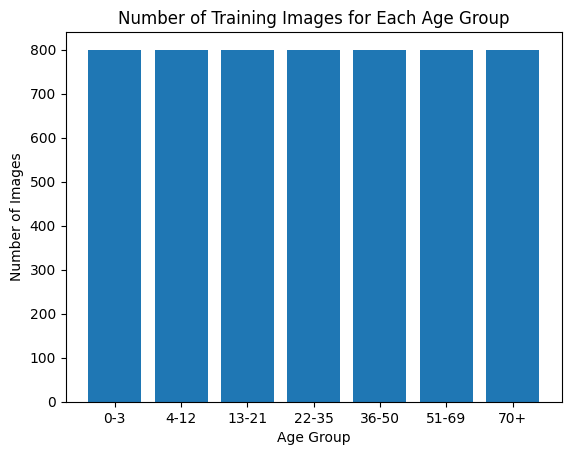 Number of Training Images for Each Age Group
800
700
600
500
400
300
200
100
0
Number of Images
0-3 4-12 13-21 22-35 36-50 51-69 70+
Age Group